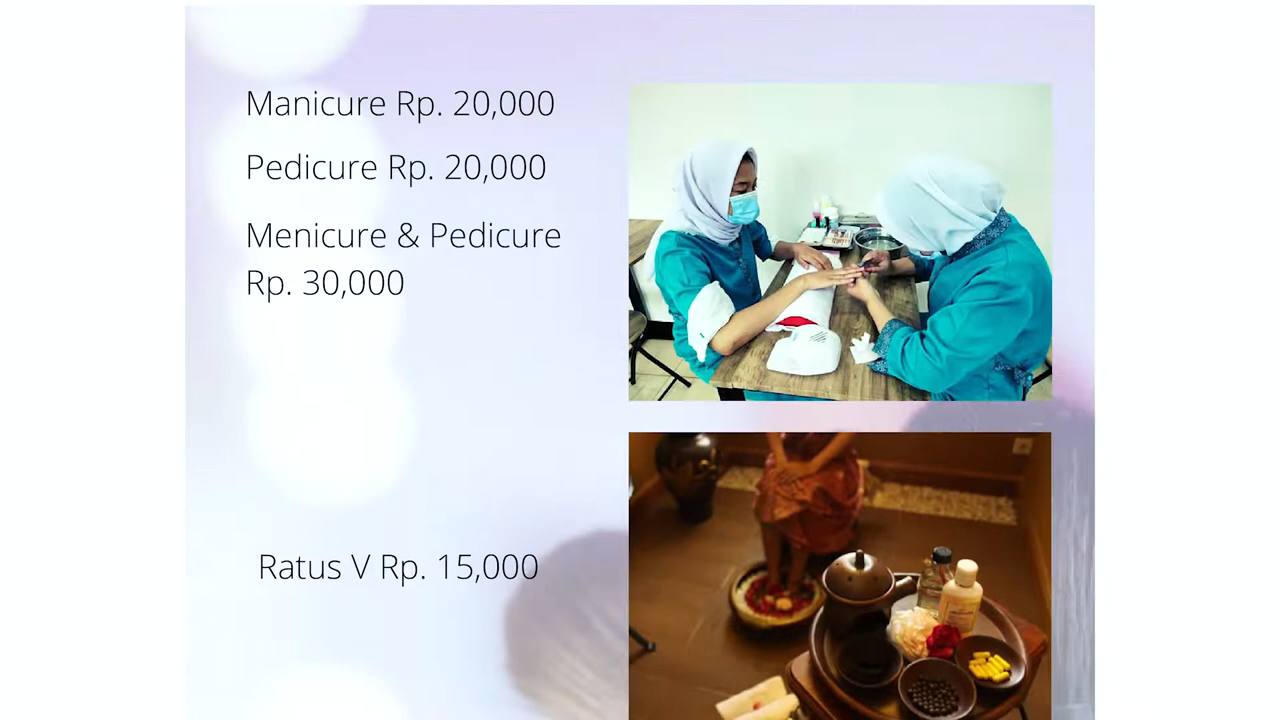 Manicure Rp. 20,000
Pedicure Rp. 20,000
Menicure & Pedicure
Rp. 30,000
Ratus V Rp. 15,000